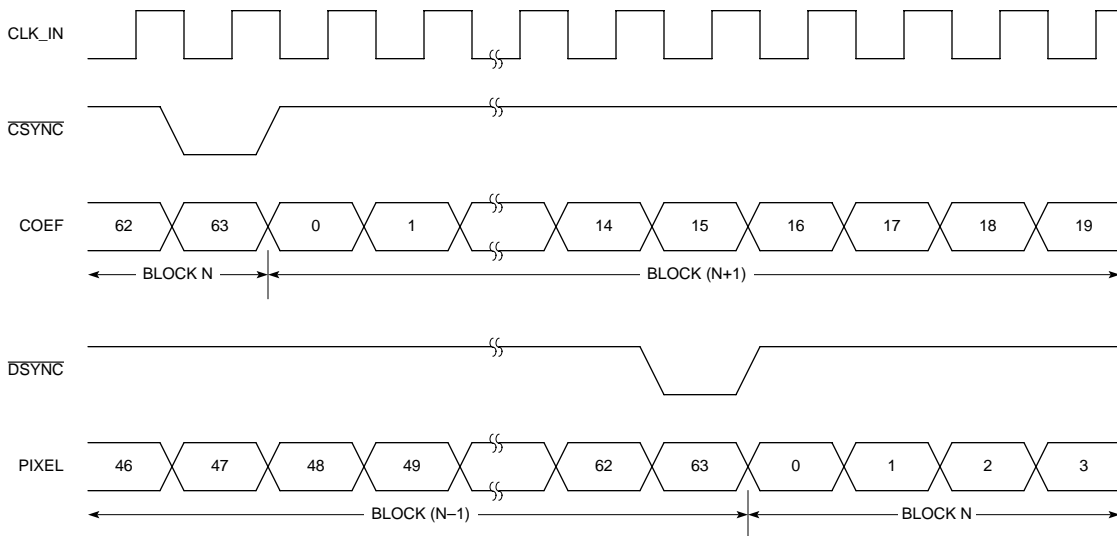 CLK_IN
CSYNC
COEF 62 63 0 1 14 15 16 17 18 19
BLOCK N BLOCK (N+1)
DSYNC
PIXEL 46 47 48 49 62 63 0 1 2 3
BLOCK (N–1) BLOCK N